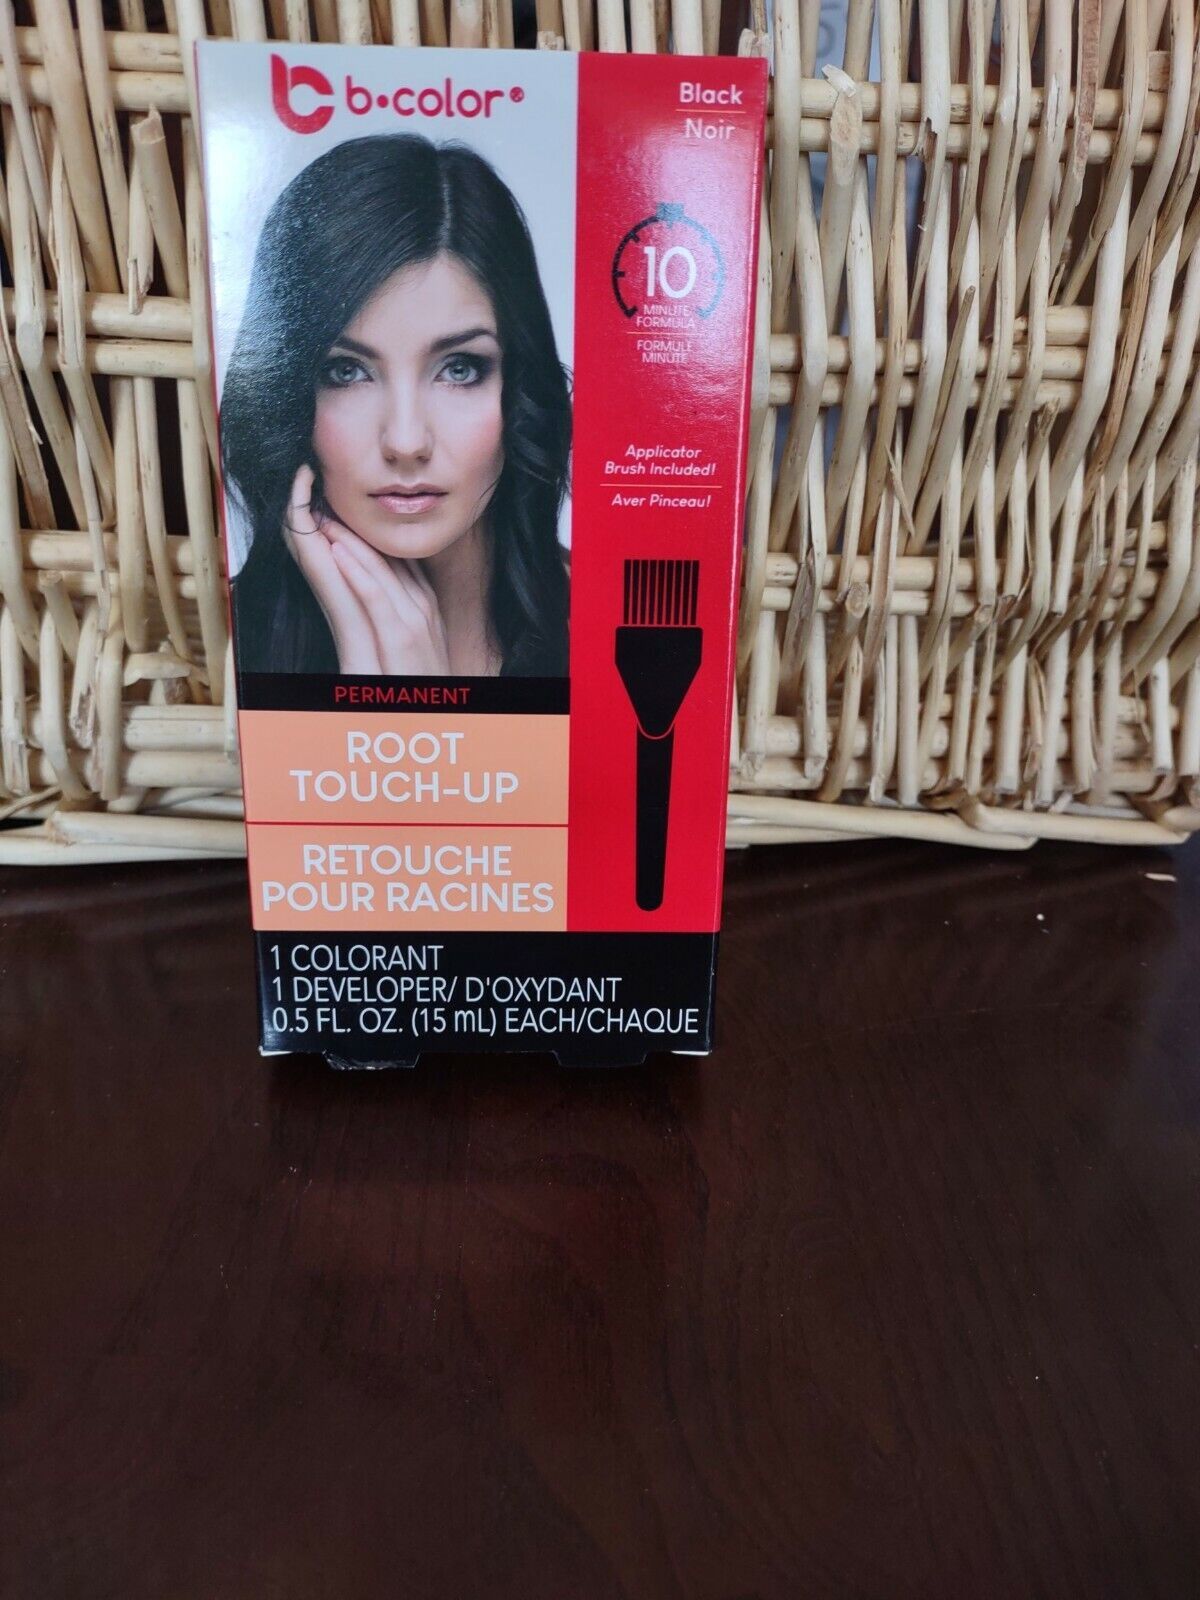 b•color®
Black
Noir
10
MINUTE
FORMULA
FORMULE
MINUTE
Applicator
Brush Included!
Aver Pinceau!
PERMANENT
ROOT
TOUCH-UP
RETOUCHE
POUR RACINES
1 COLORANT
1 DEVELOPER/ D'OXYDANT
0.5 FL. OZ. (15 mL) EACH/CHAQUE